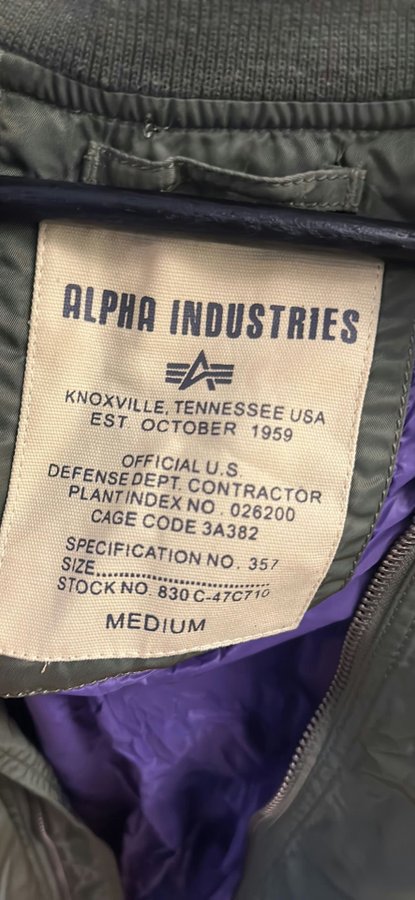 ALPHA INDUSTRIES
KNOXVILLE, TENNESSEE USA
EST. OCTOBER 1959
OFFICIAL U.S.
DEFENSE DEPT. CONTRACTOR
PLANT INDEX NO. 026200
CAGE CODE 3A382
SPECIFICATION NO. 357
SIZE..............................
STOCK NO. 830 C-47C710
MEDIUM